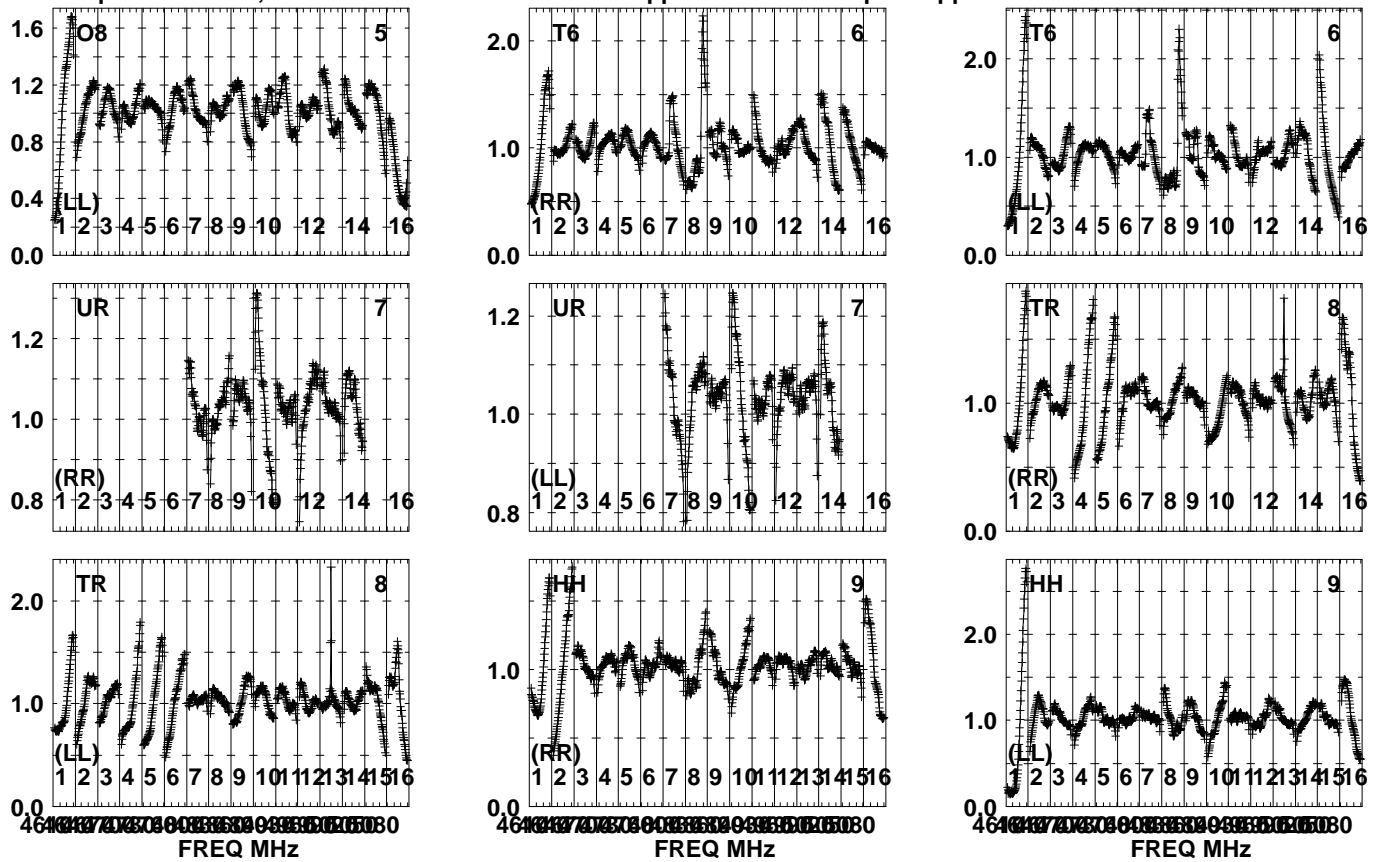 1.6 O8 5
1.2
0.8
0.4
(LL)
1 2 3 4 5 6 7 8 9 10 12 14 16
0.0
2.0 T6 6
1.0
(RR)
1 2 3 4 5 6 7 8 9 10 12 14 16
0.0
2.0 T6 6
1.0
(LL)
1 2 3 4 5 6 7 8 9 10 12 14 16
0.0
UR 7
1.2
1.0
(RR)
0.8 1 2 3 4 5 6 7 8 9 10 12 14 16
UR 7
1.2
1.0
(LL)
0.8 1 2 3 4 5 6 7 8 9 10 12 14 16
TR 8
1.0
(RR)
1 2 3 4 5 6 7 8 9 10 12 14 16
0.0
TR 8
2.0
1.0
(LL)
1 2 3 4 5 6 7 8 9 10 11 12 13 15 16
0.0
FREQ MHz
HH 9
1.0
(RR)
1 2 3 4 5 6 7 8 9 10 12 13 14 15 16
0.0
FREQ MHz
HH 9
2.0
1.0
(LL)
1 2 3 4 5 6 7 8 9 10 11 12 13 14 15 16
0.0
FREQ MHz